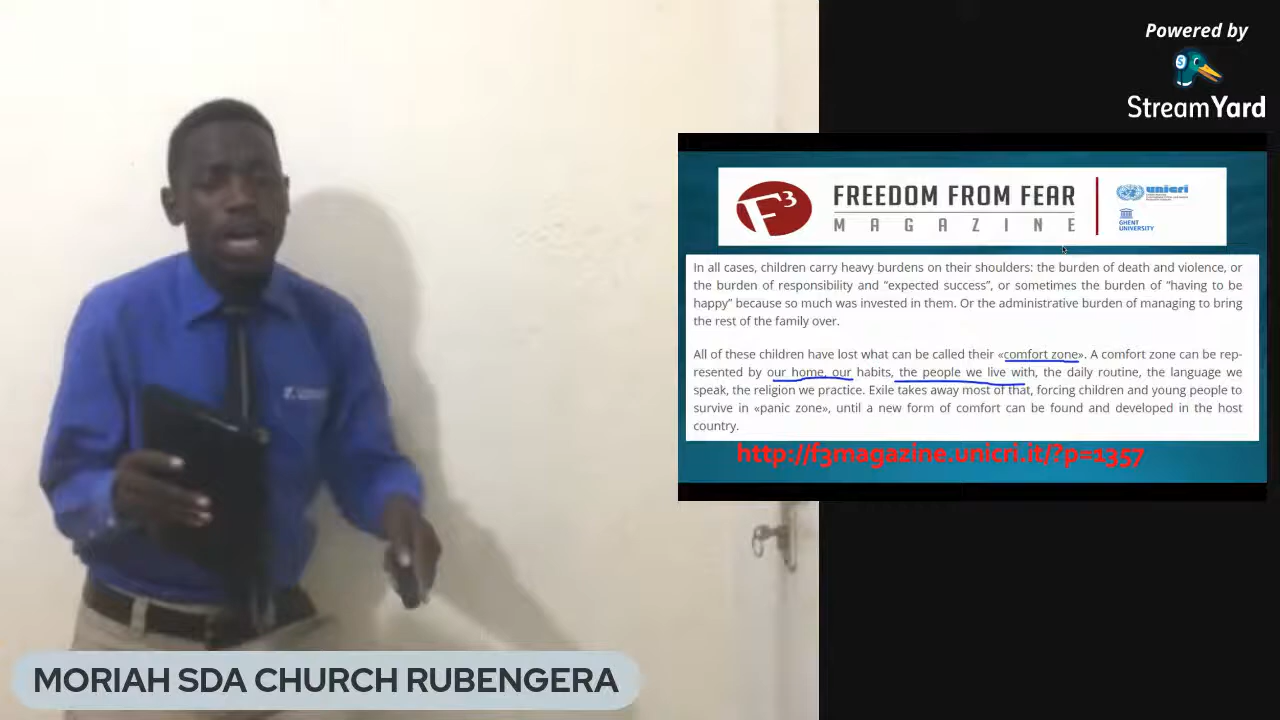 Powered by
StreamYard
F3
FREEDOM FROM FEAR
MAGAZINE
unicri
GHENT
UNIVERSITY
In all cases, children carry heavy burdens on their shoulders: the burden of death and violence, or
the burden of responsibility and "expected success", or sometimes the burden of "having to be
happy" because so much was invested in them. Or the administrative burden of managing to bring
the rest of the family over.
All of these children have lost what can be called their «comfort zone». A comfort zone can be rep-
resented by our home, our habits, the people we live with, the daily routine, the language we
speak, the religion we practice. Exile takes away most of that, forcing children and young people to
survive in «panic zone», until a new form of comfort can be found and developed in the host
country.
http://f3magazine.unicri.it/?p=1357
MORIAH SDA CHURCH RUBENGERA